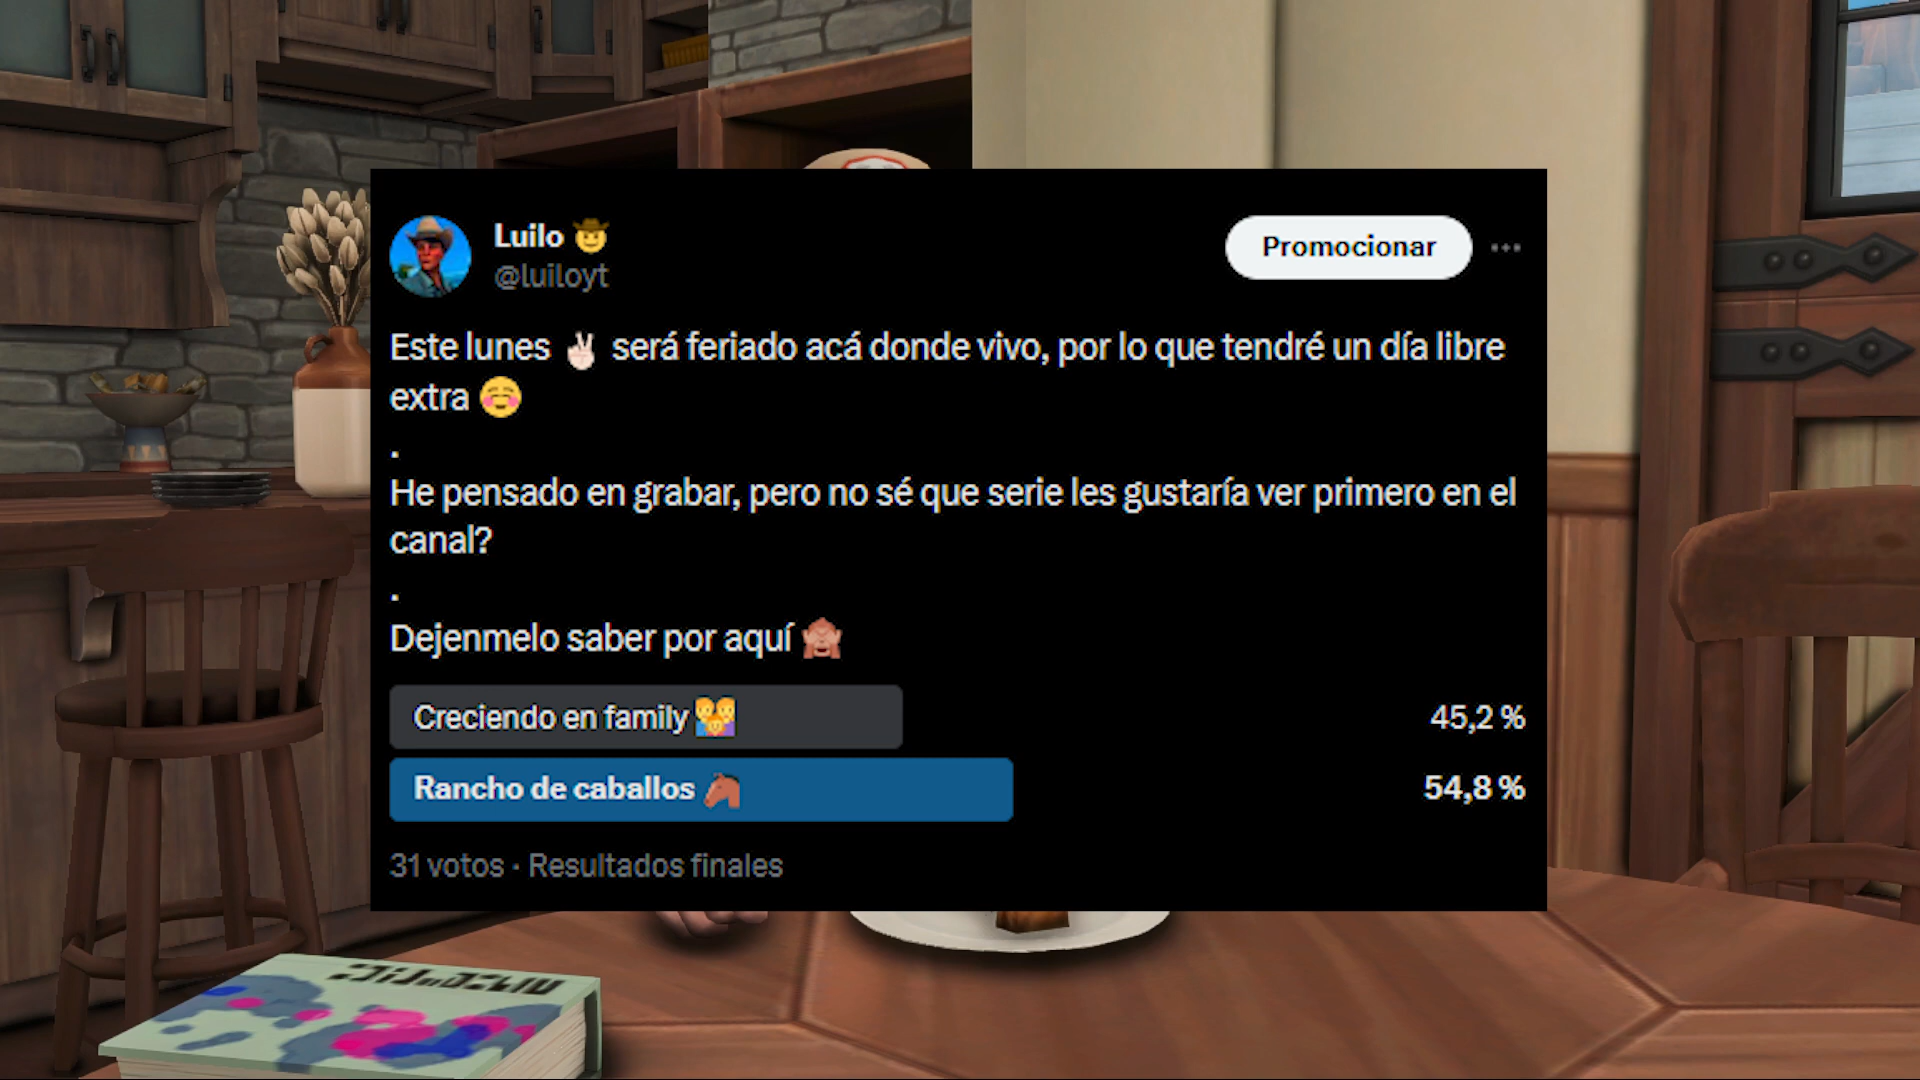 Luilo 🤠
@luiloyt
Promocionar
Este lunes ✌🏻 será feriado acá donde vivo, por lo que tendré un día libre
extra ☺️
.
He pensado en grabar, pero no sé que serie les gustaría ver primero en el
canal?
.
Dejenmelo saber por aquí 🙈
Creciendo en family 👨‍👩‍👦 45,2 %
Rancho de caballos 🐴 54,8 %
31 votos · Resultados finales